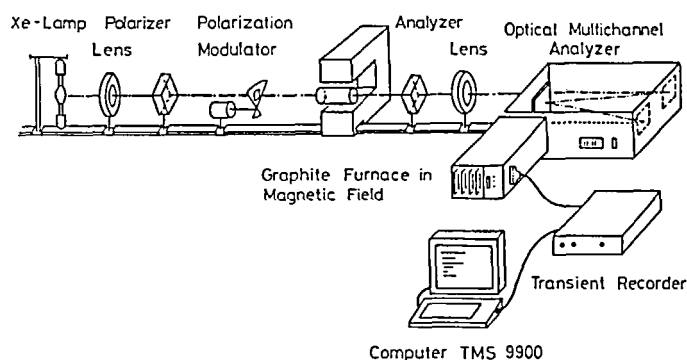 Xe-Lamp Polarizer
Lens
Polarization
Modulator
Analyzer
Lens
Optical Multichannel
Analyzer
Graphite Furnace in
Magnetic Field
Transient Recorder
Computer TMS 9900